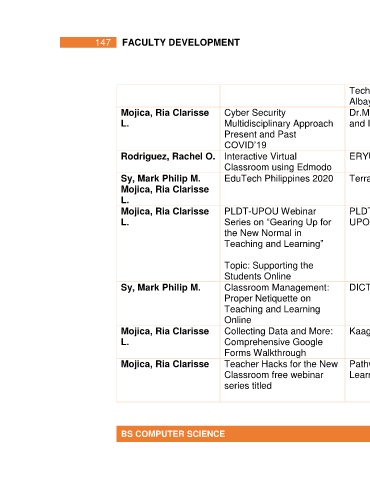 147 FACULTY DEVELOPMENT
Tech
Albay
Mojica, Ria Clarisse L.
Cyber Security
Multidisciplinary Approach
Present and Past
COVID'19
Dr.M
and I
Rodriguez, Rachel O.
Interactive Virtual
Classroom using Edmodo
ERYU
Sy, Mark Philip M.
Mojica, Ria Clarisse
L.
EduTech Philippines 2020
Terra
Mojica, Ria Clarisse
L.
PLDT-UPOU Webinar
Series on "Gearing Up for
the New Normal in
Teaching and Learning"
Topic: Supporting the
Students Online
PLDT
UPO
Sy, Mark Philip M.
Classroom Management:
Proper Netiquette on
Teaching and Learning
Online
DICT
Mojica, Ria Clarisse
L.
Collecting Data and More:
Comprehensive Google
Forms Walkthrough
Kaag
Mojica, Ria Clarisse
Teacher Hacks for the New
Classroom free webinar
series titled
Path
Learn
BS COMPUTER SCIENCE